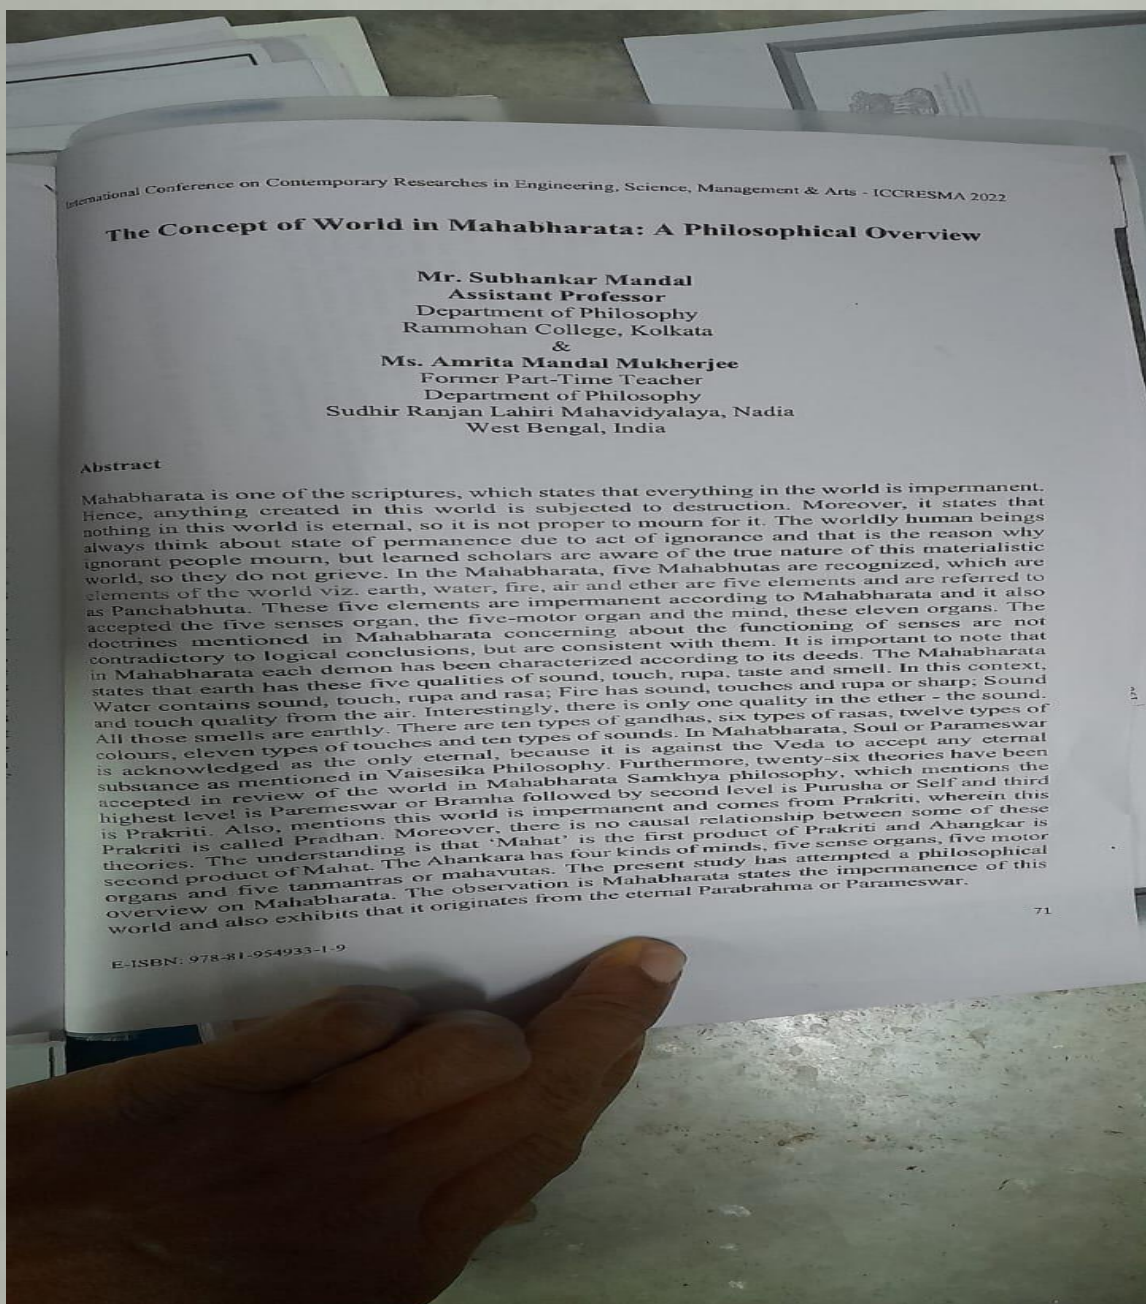 International Conference on Contemporary Researches in Engineering, Science, Management & Arts - ICCRESMA 2022
The Concept of World in Mahabharata: A Philosophical Overview
Mr. Subhankar Mandal
Assistant Professor
Department of Philosophy
Rammohan College, Kolkata
&
Ms. Amrita Mandal Mukherjee
Former Part-Time Teacher
Department of Philosophy
Sudhir Ranjan Lahiri Mahavidyalaya, Nadia
West Bengal, India
Abstract
Mahabharata is one of the scriptures, which states that everything in the world is impermanent.
Hence, anything created in this world is subjected to destruction. Moreover, it states that
nothing in this world is eternal, so it is not proper to mourn for it. The worldly human beings
always think about state of permanence due to act of ignorance and that is the reason why
ignorant people mourn, but learned scholars are aware of the true nature of this materialistic
world, so they do not grieve. In the Mahabharata, five Mahabhutas are recognized, which are
elements of the world viz. earth, water, fire, air and ether are five elements and are referred to
as Panchabhuta. These five elements are impermanent according to Mahabharata and it also
accepted the five senses organ, the five-motor organ and the mind, these eleven organs. The
doctrines mentioned in Mahabharata concerning about the functioning of senses are not
contradictory to logical conclusions, but are consistent with them. It is important to note that
in Mahabharata each demon has been characterized according to its deeds. The Mahabharata
states that earth has these five qualities of sound, touch, rupa, taste and smell. In this context,
Water contains sound, touch, rupa and rasa; Fire has sound, touches and rupa or sharp; Sound
and touch quality from the air. Interestingly, there is only one quality in the ether - the sound.
All those smells are earthly. There are ten types of gandhas, six types of rasas, twelve types of
colours, eleven types of touches and ten types of sounds. In Mahabharata, Soul or Parameswar
is acknowledged as the only eternal, because it is against the Veda to accept any eternal
substance as mentioned in Vaisesika Philosophy. Furthermore, twenty-six theories have been
accepted in review of the world in Mahabharata Samkhya philosophy, which mentions the
highest level is Paremeswar or Bramha followed by second level is Purusha or Self and third
is Prakriti. Also, mentions this world is impermanent and comes from Prakriti, wherein this
Prakriti is called Pradhan. Moreover, there is no causal relationship between some of these
theories. The understanding is that ‘Mahat’ is the first product of Prakriti and Ahangkar is
second product of Mahat. The Ahankara has four kinds of minds, five sense organs, five motor
organs and five tanmantras or mahavutas. The present study has attempted a philosophical
overview on Mahabharata. The observation is Mahabharata states the impermanence of this
world and also exhibits that it originates from the eternal Parabrahma or Parameswar.
71
E-ISBN: 978-81-954933-1-9